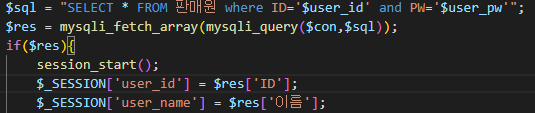 $sql = "SELECT * FROM 판매원 where ID='$user_id' and PW='$user_pw'";
$res = mysqli_fetch_array(mysqli_query($con,$sql));
if($res){
session_start();
$_SESSION['user_id'] = $res['ID'];
$_SESSION['user_name'] = $res['이름'];